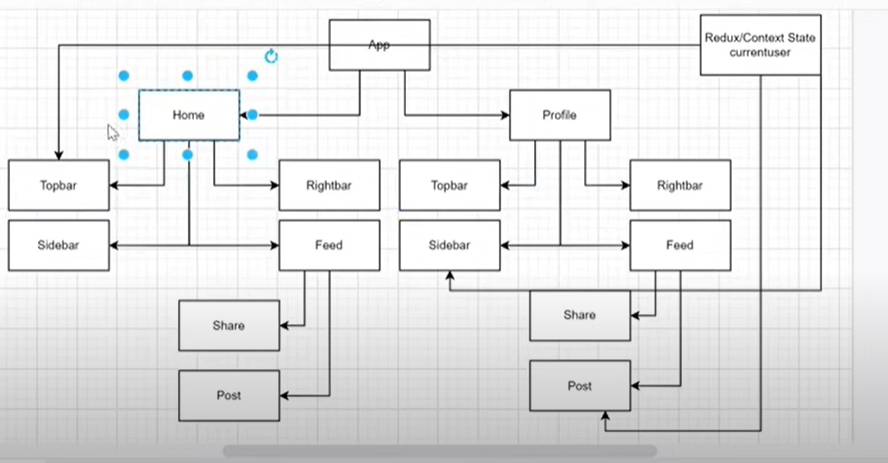 App
Redux/Context State
currentuser
Home
Profile
Topbar
Rightbar
Topbar
Rightbar
Sidebar
Feed
Sidebar
Feed
Share
Share
Post
Post